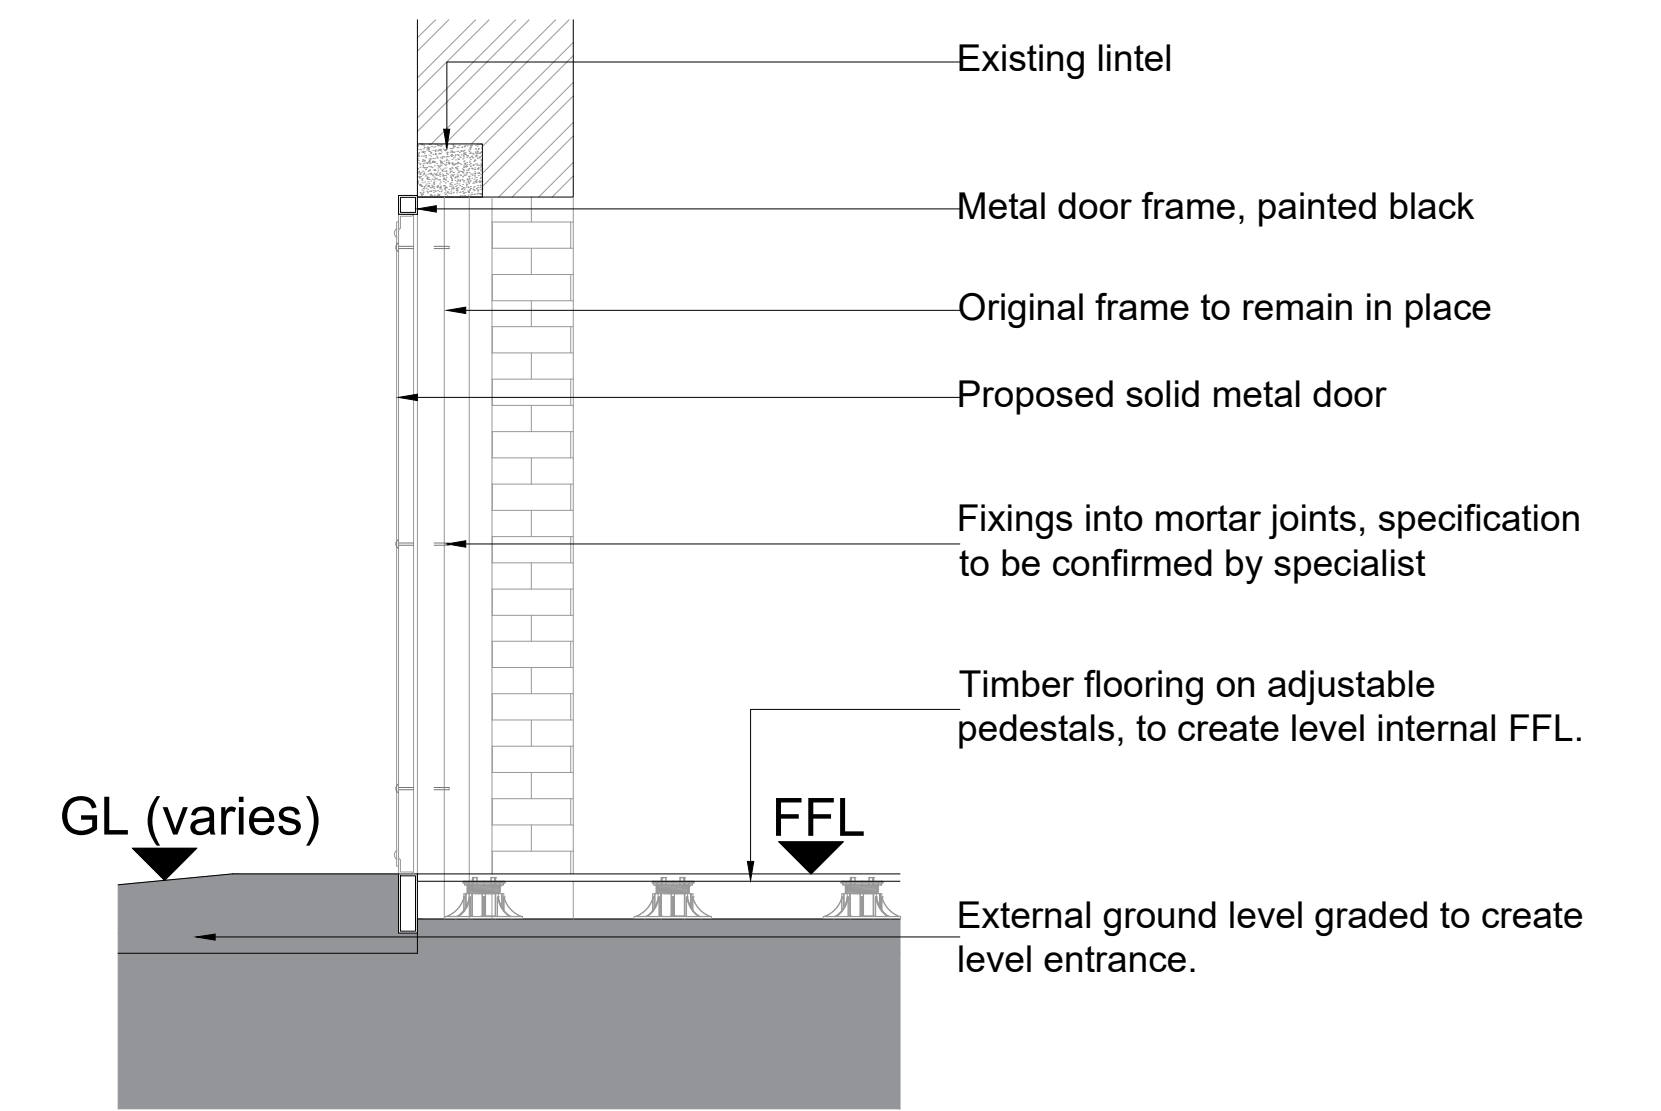 Existing lintel
Metal door frame, painted black
Original frame to remain in place
Proposed solid metal door
Fixings into mortar joints, specification
to be confirmed by specialist
Timber flooring on adjustable
pedestals, to create level internal FFL.
GL (varies)
FFL
External ground level graded to create
level entrance.